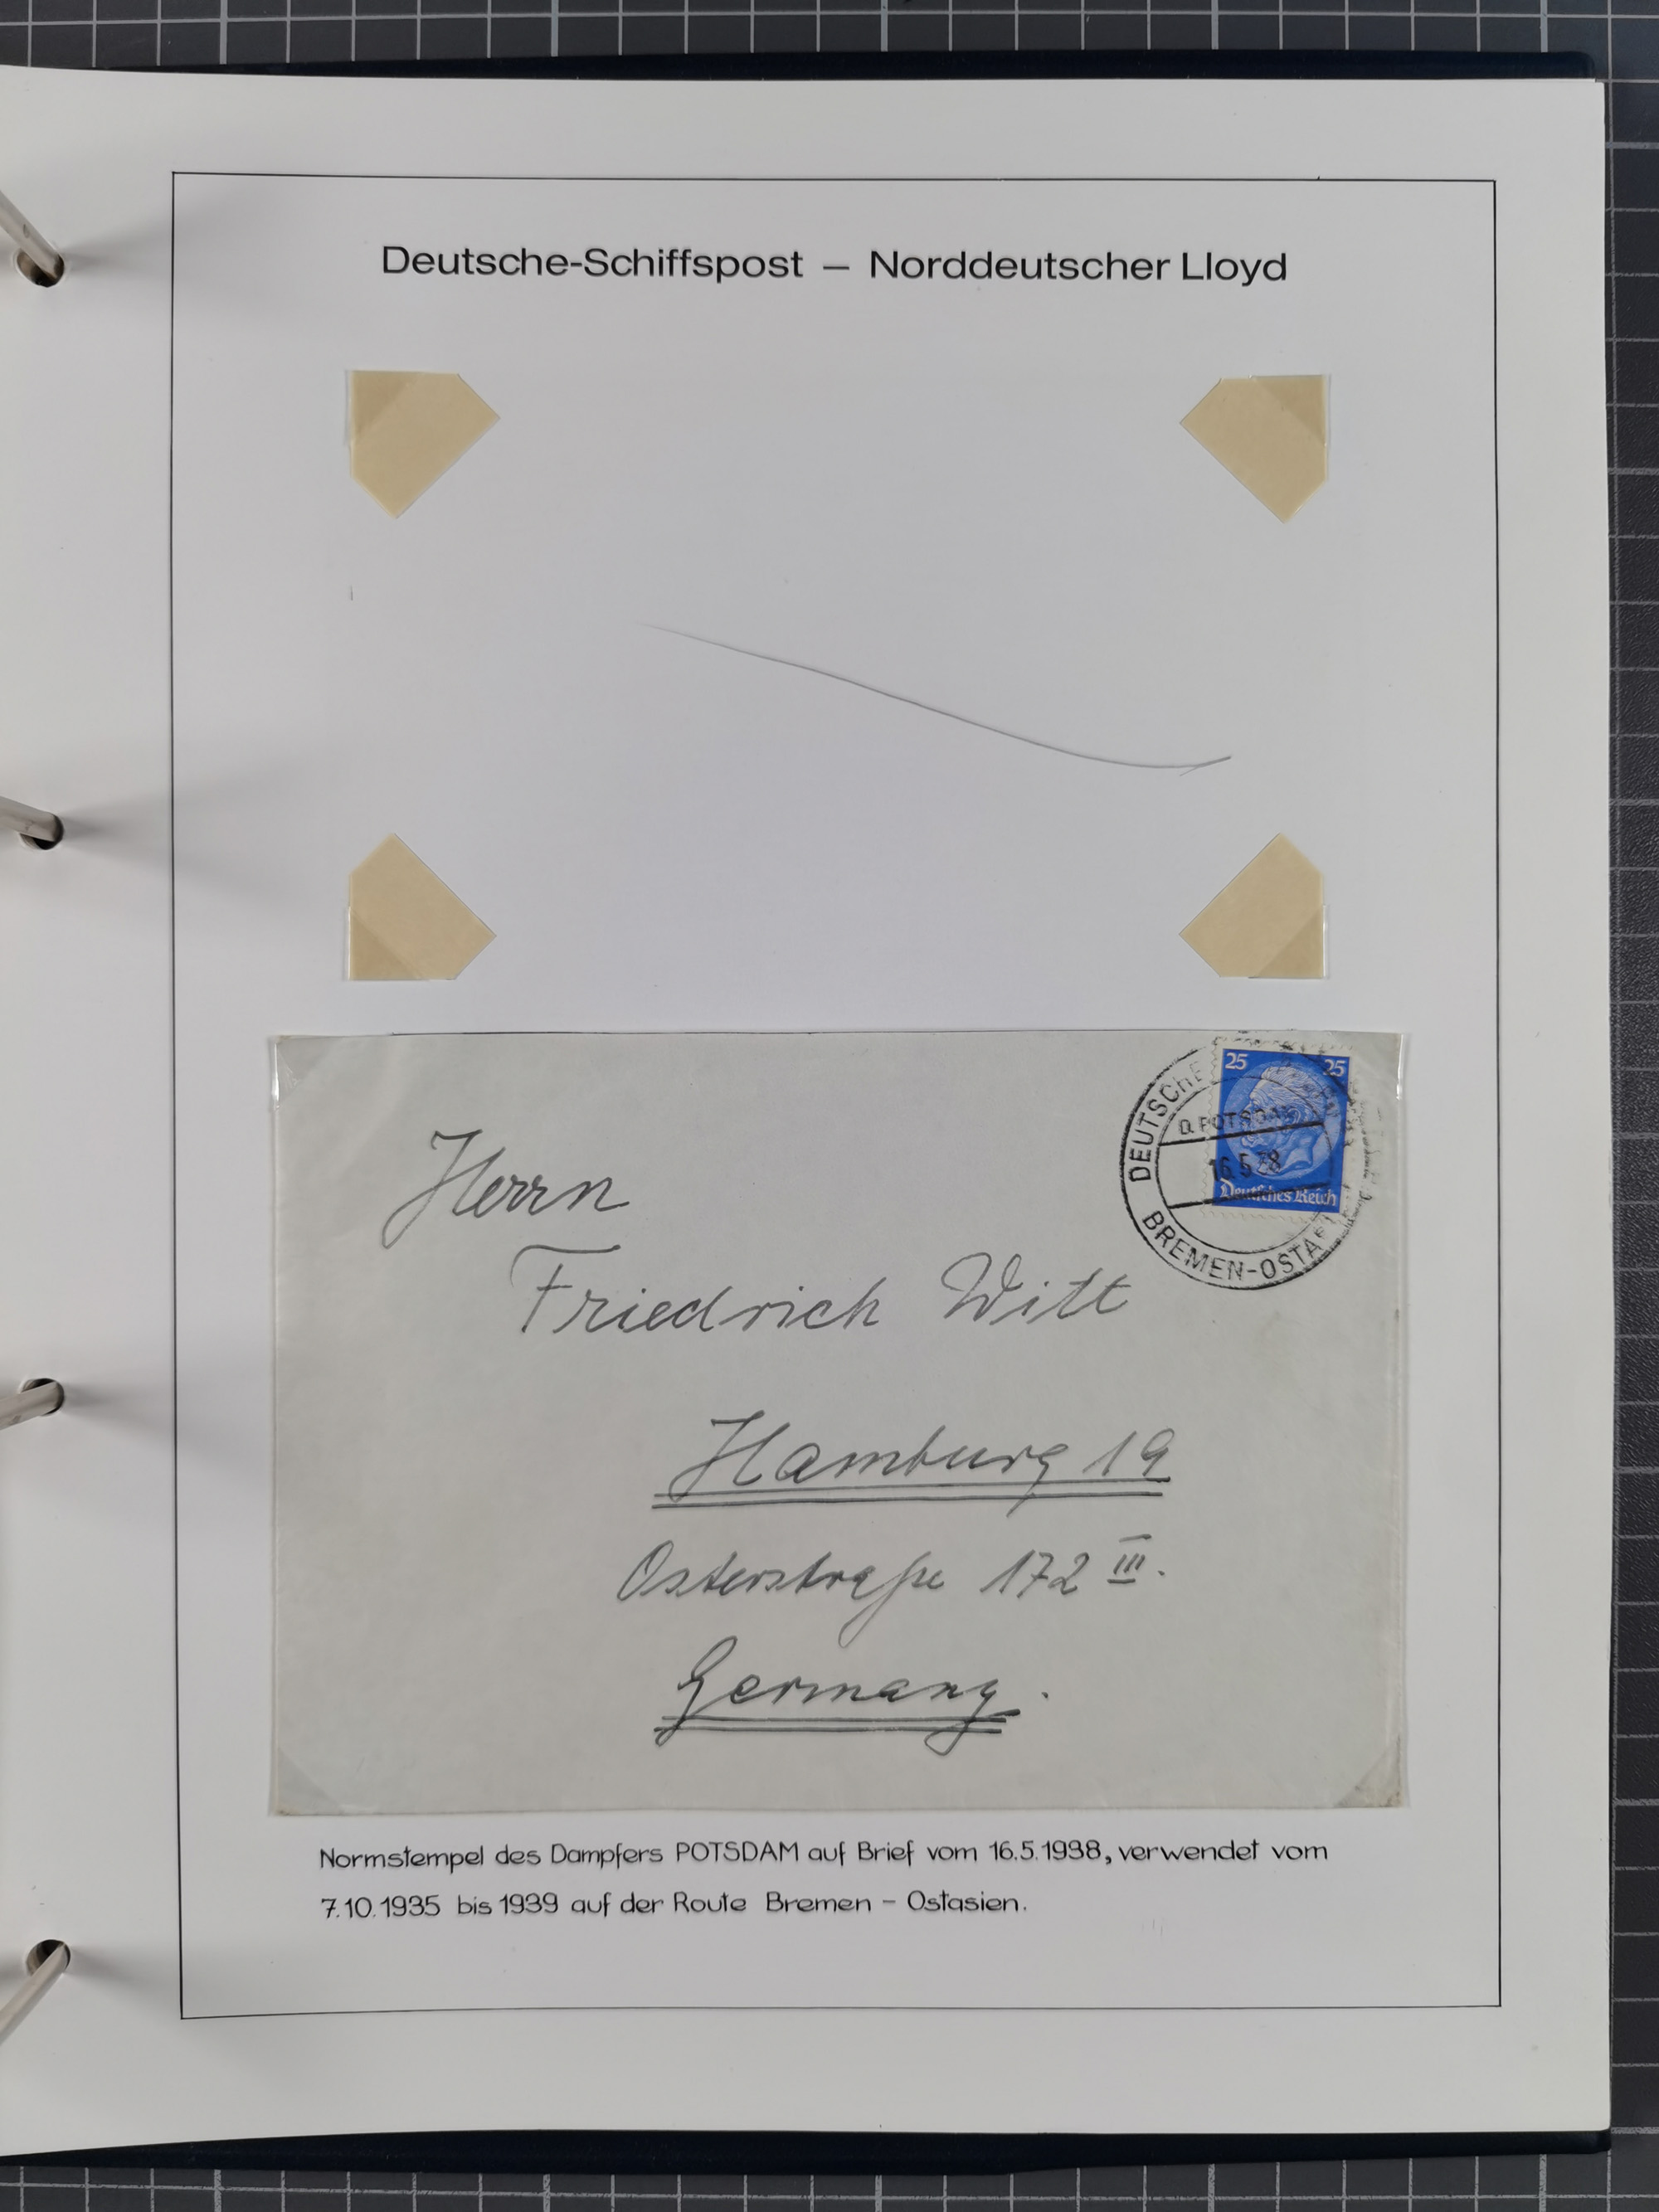 Deutsche-Schiffspost – Norddeutscher Lloyd
25 25
Deutsches Reich
DEUTSCHE
D. POTSDAM
16.5.38
BREMEN-OSTA
Herrn
Friedrich Witt
Hamburg 19
Osterstraße 172 III.
Germany.
Normstempel des Dampfers POTSDAM auf Brief vom 16.5.1938, verwendet vom
7.10.1935 bis 1939 auf der Route Bremen – Ostasien.